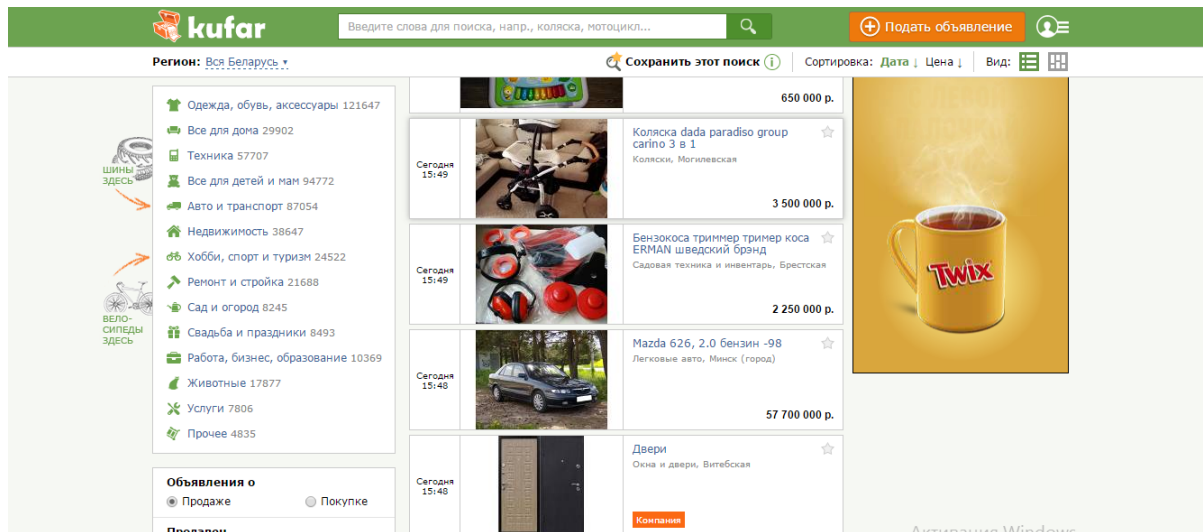 kufar
Введите слова для поиска, напр., коляска, мотоцикл...
Подать объявление
Регион: Вся Беларусь
Сохранить этот поиск
Сортировка: Дата ↓ Цена ↓
Вид:
Одежда, обувь, аксессуары 121647
Все для дома 29902
Техника 57707
Все для детей и мам 94772
Авто и транспорт 87054
Недвижимость 38647
Хобби, спорт и туризм 24522
Ремонт и стройка 21688
Сад и огород 8245
Свадьба и праздники 8493
Работа, бизнес, образование 10369
Животные 17877
Услуги 7806
Прочее 4835
ШИНЫ
ЗДЕСЬ
ВЕЛО-
СИПЕДЫ
ЗДЕСЬ
Объявления о
Продаже
Покупке
Продавец
650 000 р.
Сегодня
15:49
Коляска dada paradiso group
carino 3 в 1
Коляски, Могилевская
3 500 000 р.
Сегодня
15:49
Бензокоса триммер тример коса
ERMAN шведский брэнд
Садовая техника и инвентарь, Брестская
2 250 000 р.
Сегодня
15:48
Mazda 626, 2.0 бензин -98
Легковые авто, Минск (город)
57 700 000 р.
Сегодня
15:48
Двери
Окна и двери, Витебская
Компания
TWIX
Активация Windows